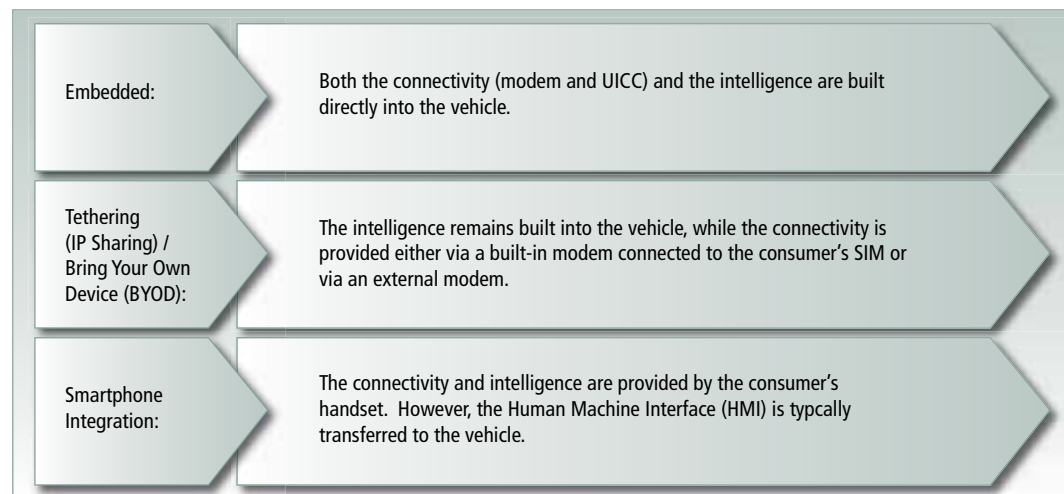 Embedded:
Both the connectivity (modem and UICC) and the intelligence are built
directly into the vehicle.
Tethering
(IP Sharing) /
Bring Your Own
Device (BYOD):
The intelligence remains built into the vehicle, while the connectivity is
provided either via a built-in modem connected to the consumer's SIM or
via an external modem.
Smartphone
Integration:
The connectivity and intelligence are provided by the consumer's
handset.  However, the Human Machine Interface (HMI) is typcally
transferred to the vehicle.